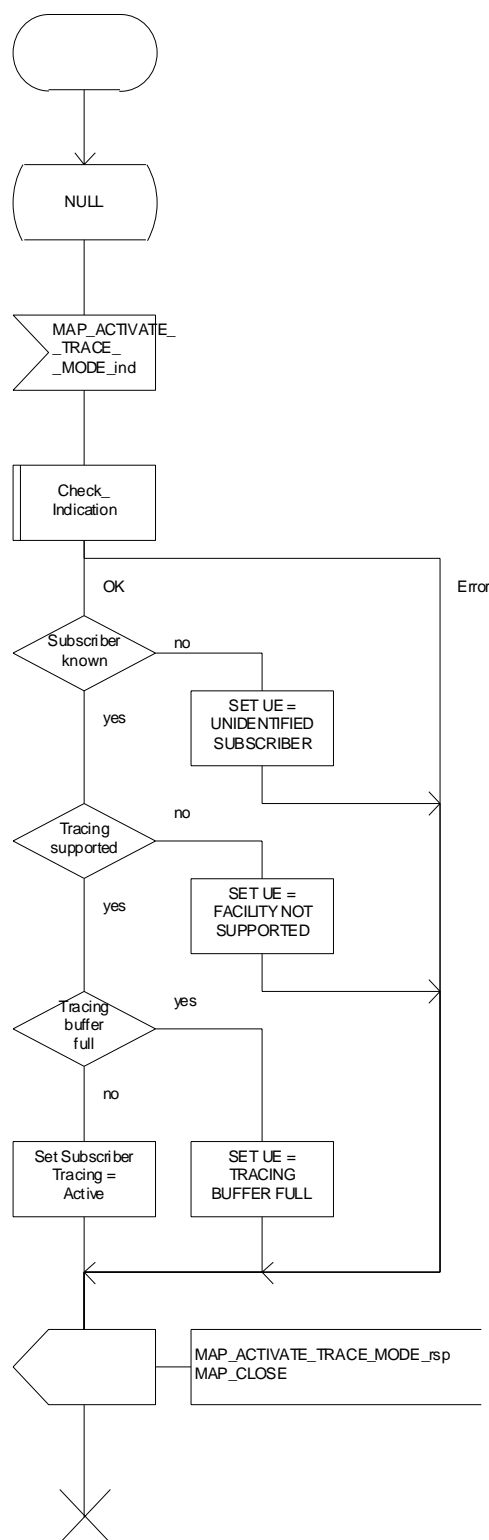 NULL
MAP_ACTIVATE_
_TRACE_
_MODE_ind
Check_
Indication
OK
Error
Subscriber
known
no
yes
SET UE =
UNIDENTIFIED
SUBSCRIBER
Tracing
supported
no
yes
SET UE =
FACILITY NOT
SUPPORTED
Tracing
buffer
full
yes
no
Set Subscriber
Tracing =
Active
SET UE =
TRACING
BUFFER FULL
MAP_ACTIVATE_TRACE_MODE_rsp
MAP_CLOSE